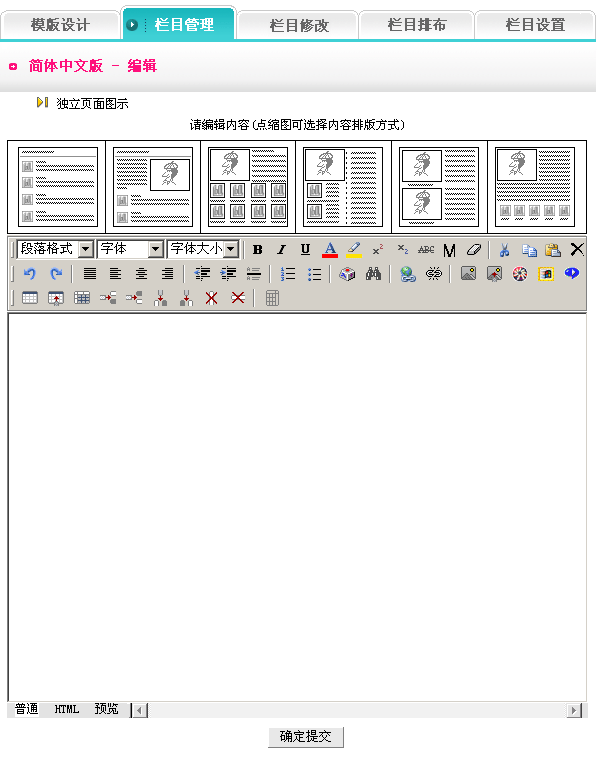 模版设计 栏目管理 栏目修改 栏目排布 栏目设置
简体中文版 - 编辑
独立页面图示
请编辑内容(点缩图可选择内容排版方式)
段落格式 字体 字体大小 B I U A x² x₂ ABC M
普通 HTML 预览
确定提交